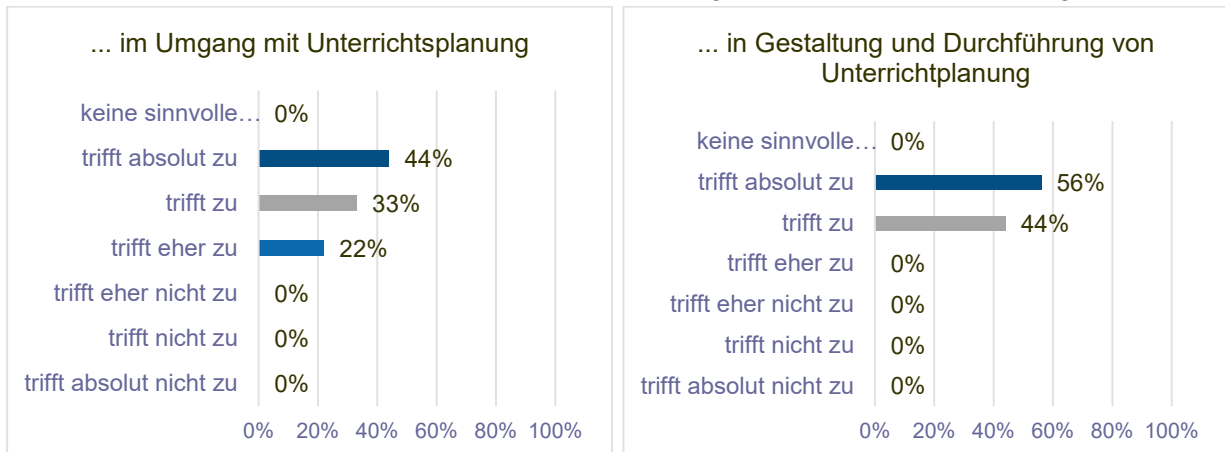 ... im Umgang mit Unterrichtsplanung
keine sinnvolle… 0%
trifft absolut zu 44%
trifft zu 33%
trifft eher zu 22%
trifft eher nicht zu 0%
trifft nicht zu 0%
trifft absolut nicht zu 0%
0% 20% 40% 60% 80% 100%
... in Gestaltung und Durchführung von
Unterrichtplanung
keine sinnvolle… 0%
trifft absolut zu 56%
trifft zu 44%
trifft eher zu 0%
trifft eher nicht zu 0%
trifft nicht zu 0%
trifft absolut nicht zu 0%
0% 20% 40% 60% 80% 100%